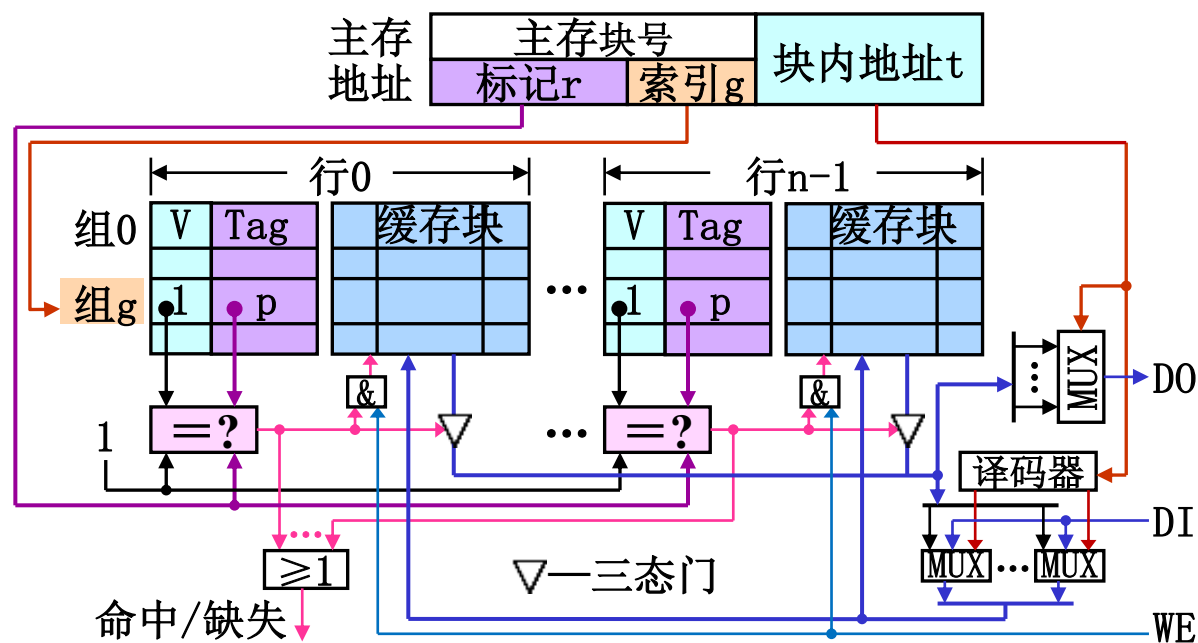 主存 主存块号 块内地址t
地址 标记r 索引g
行0 行n-1
组0 V Tag 缓存块 V Tag 缓存块
组g 1 p … 1 p
& & … MUX DO
1 =? … =?
译码器
DI
… MUX … MUX
≥1 三态门
命中/缺失 WE